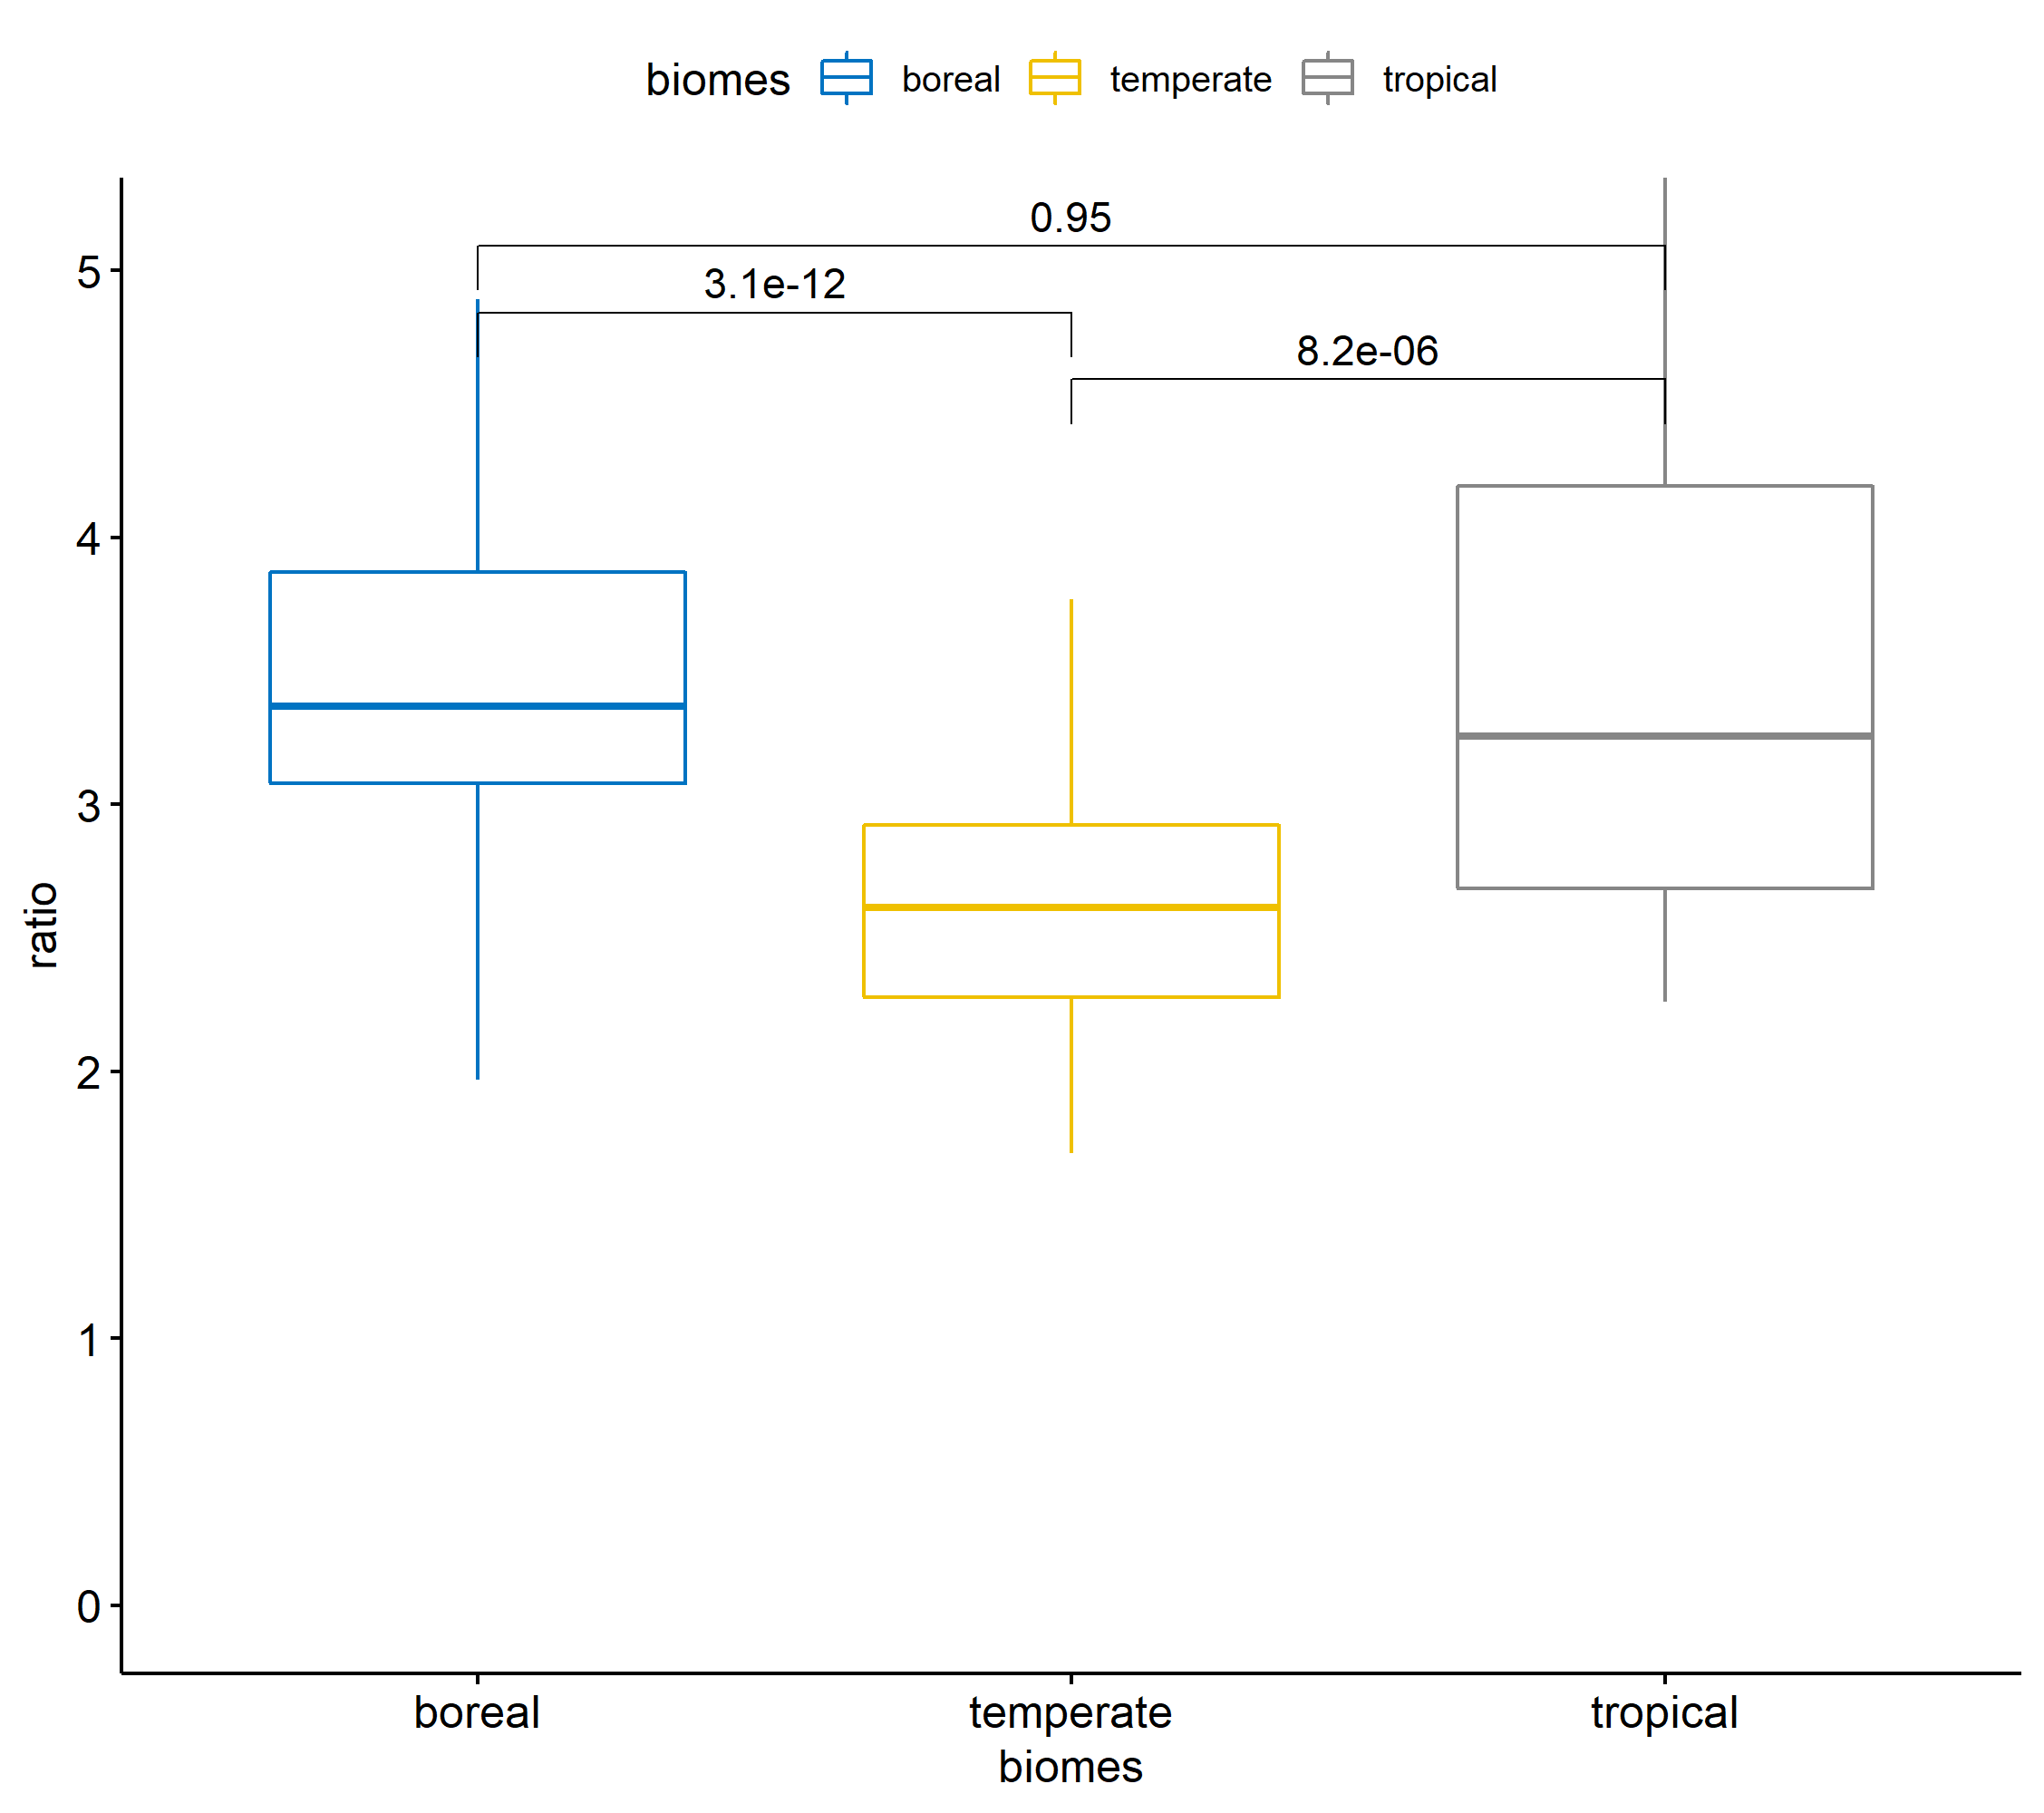 biomes boreal temperate tropical
0.95
3.1e-12
8.2e-06
5
4
3
2
1
0
ratio
boreal temperate tropical
biomes